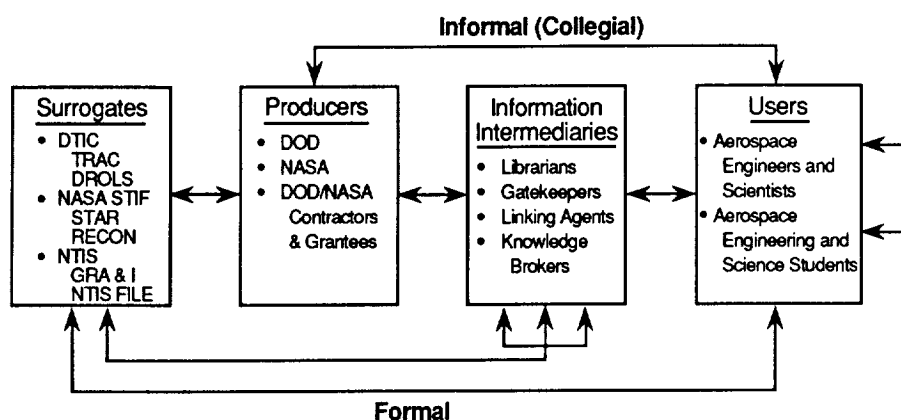 Informal (Collegial)
Surrogates
• DTIC
TRAC
DROLS
• NASA STIF
STAR
RECON
• NTIS
GRA & I
NTIS FILE
Producers
• DOD
• NASA
• DOD/NASA
Contractors
& Grantees
Information
Intermediaries
• Librarians
• Gatekeepers
• Linking Agents
• Knowledge
Brokers
Users
• Aerospace
Engineers and
Scientists
• Aerospace
Engineering and
Science Students
Formal